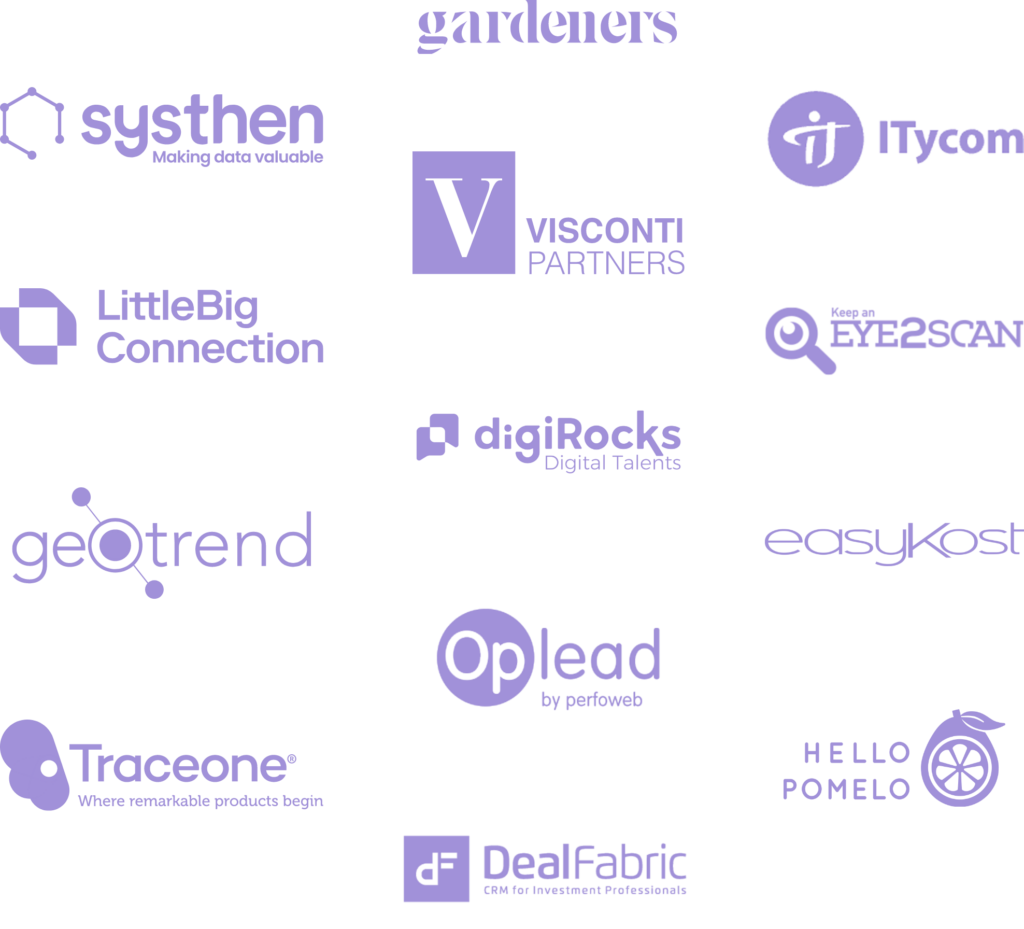 gardeners
systhen
Making data valuable
iT ITycom
V
VISCONTI
PARTNERS
LittleBig
Connection
Keep an
EYE2SCAN
digiRocks
Digital Talents
geotrend
easyKost
Oplead
by perfoweb
Traceone®
Where remarkable products begin
HELLO
POMELO
dF
DealFabric
CRM for Investment Professionals